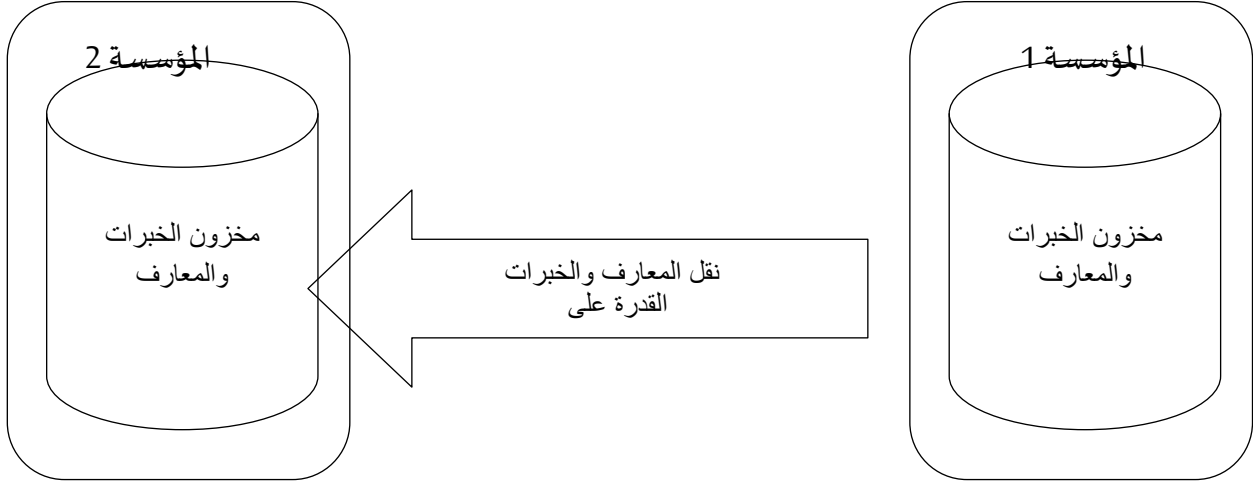 المؤسسة 1
مخزون الخبرات
والمعارف
نقل المعارف والخبرات
القدرة على
المؤسسة 2
مخزون الخبرات
والمعارف